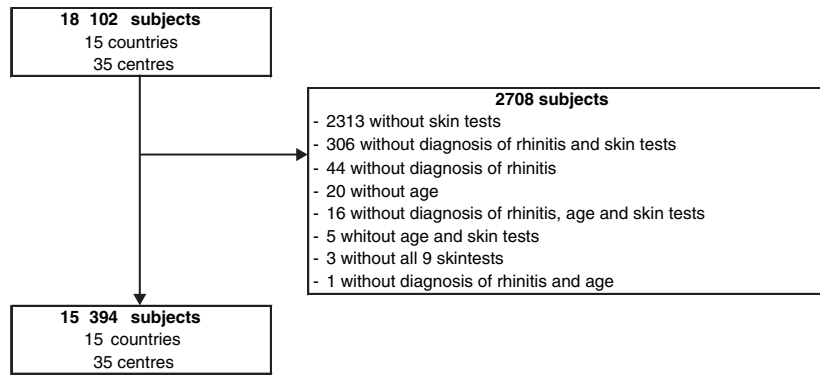 18 102 subjects
15 countries
35 centres
2708 subjects
- 2313 without skin tests
- 306 without diagnosis of rhinitis and skin tests
- 44 without diagnosis of rhinitis
- 20 without age
- 16 without diagnosis of rhinitis, age and skin tests
- 5 whitout age and skin tests
- 3 without all 9 skintests
- 1 without diagnosis of rhinitis and age
15 394 subjects
15 countries
35 centres